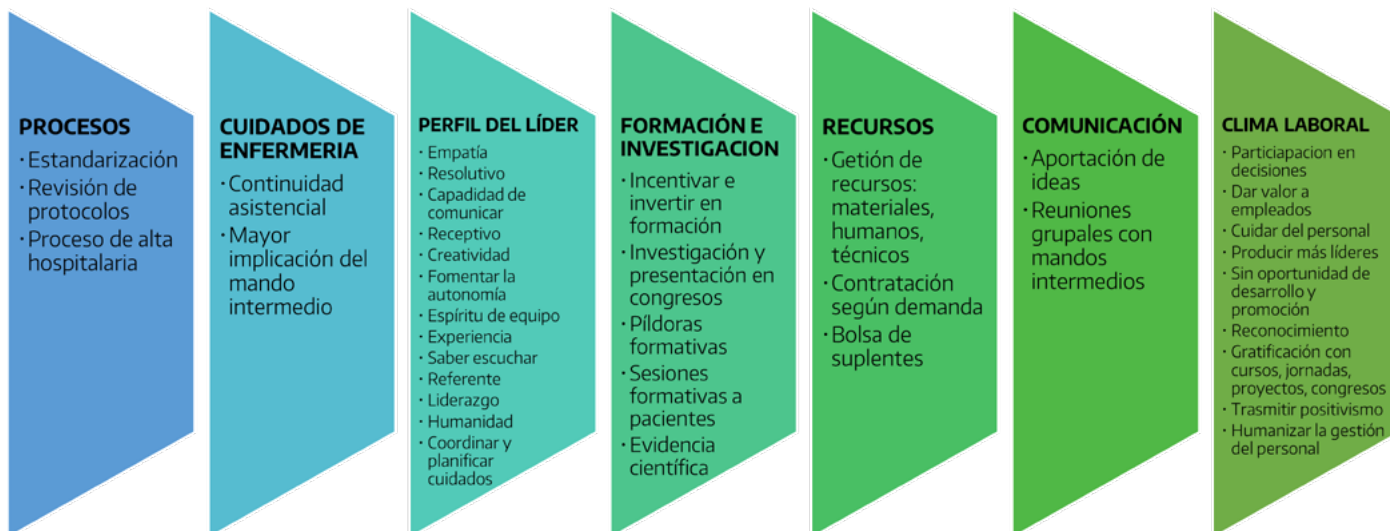 PROCESOS
· Estandarización
· Revisión de
protocolos
· Proceso de alta
hospitalaria
CUIDADOS DE
ENFERMERIA
· Continuidad
asistencial
· Mayor
implicación del
mando
intermedio
PERFIL DEL LÍDER
· Empatía
· Resolutivo
· Capadidad de
comunicar
· Receptivo
· Creatividad
· Fomentar la
autonomía
· Espíritu de equipo
· Experiencia
· Saber escuchar
· Referente
· Liderazgo
· Humanidad
· Coordinar y
planificar
cuidados
FORMACIÓN E
INVESTIGACION
· Incentivar e
invertir en
formación
· Investigación y
presentación en
congresos
· Píldoras
formativas
· Sesiones
formativas a
pacientes
· Evidencia
científica
RECURSOS
· Getión de
recursos:
materiales,
humanos,
técnicos
· Contratación
según demanda
· Bolsa de
suplentes
COMUNICACIÓN
· Aportación de
ideas
· Reuniones
grupales con
mandos
intermedios
CLIMA LABORAL
· Particiapacion en
decisiones
· Dar valor a
empleados
· Cuidar del personal
· Producir más líderes
· Sin oportunidad de
desarrollo y
promoción
· Reconocimiento
· Gratificación con
cursos, jornadas,
proyectos, congresos
· Trasmitir positivismo
· Humanizar la gestión
del personal